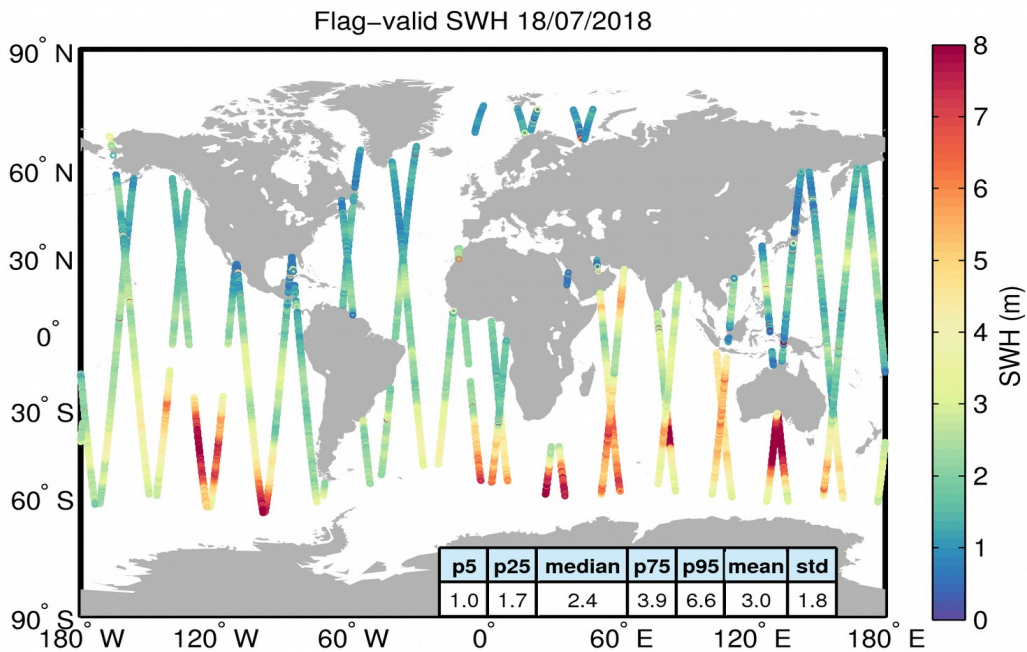 Flag−valid SWH 18/07/2018
90° N
60° N
30° N
0°
30° S
60° S
90° S
180° W
120° W
60° W
0°
60° E
120° E
180° E
p5 p25 median p75 p95 mean std
1.0 1.7 2.4 3.9 6.6 3.0 1.8
8
7
6
5
4
3
2
1
0
SWH (m)